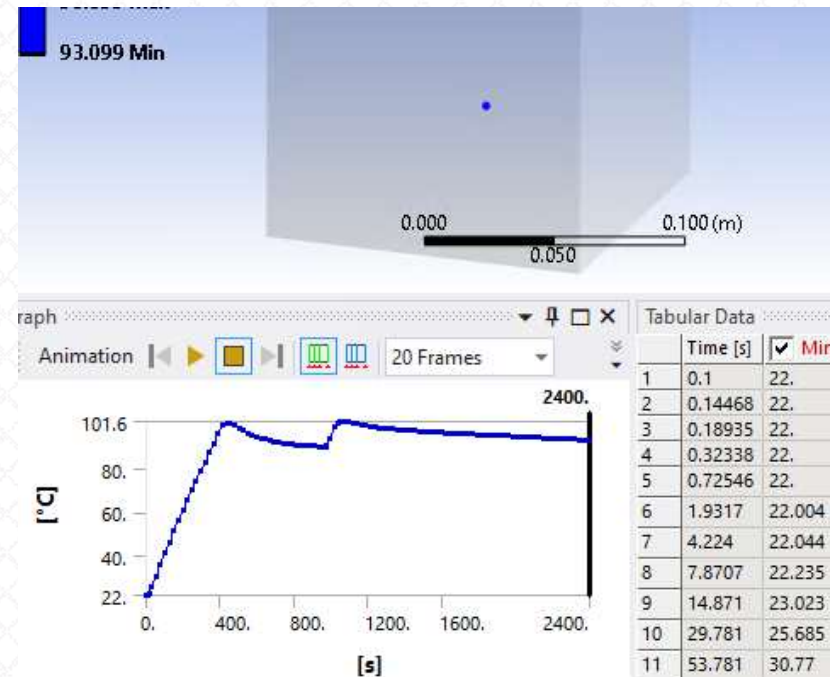 93.099 Min
0.000
0.100 (m)
0.050
raph
Animation
20 Frames
2400.
101.6
80.
60.
40.
22.
[°C]
0.
400.
800.
1200.
1600.
2400.
[s]
Tabular Data
Time [s] Min
1 0.1 22.
2 0.14468 22.
3 0.18935 22.
4 0.32338 22.
5 0.72546 22.
6 1.9317 22.004
7 4.224 22.044
8 7.8707 22.235
9 14.871 23.023
10 29.781 25.685
11 53.781 30.77